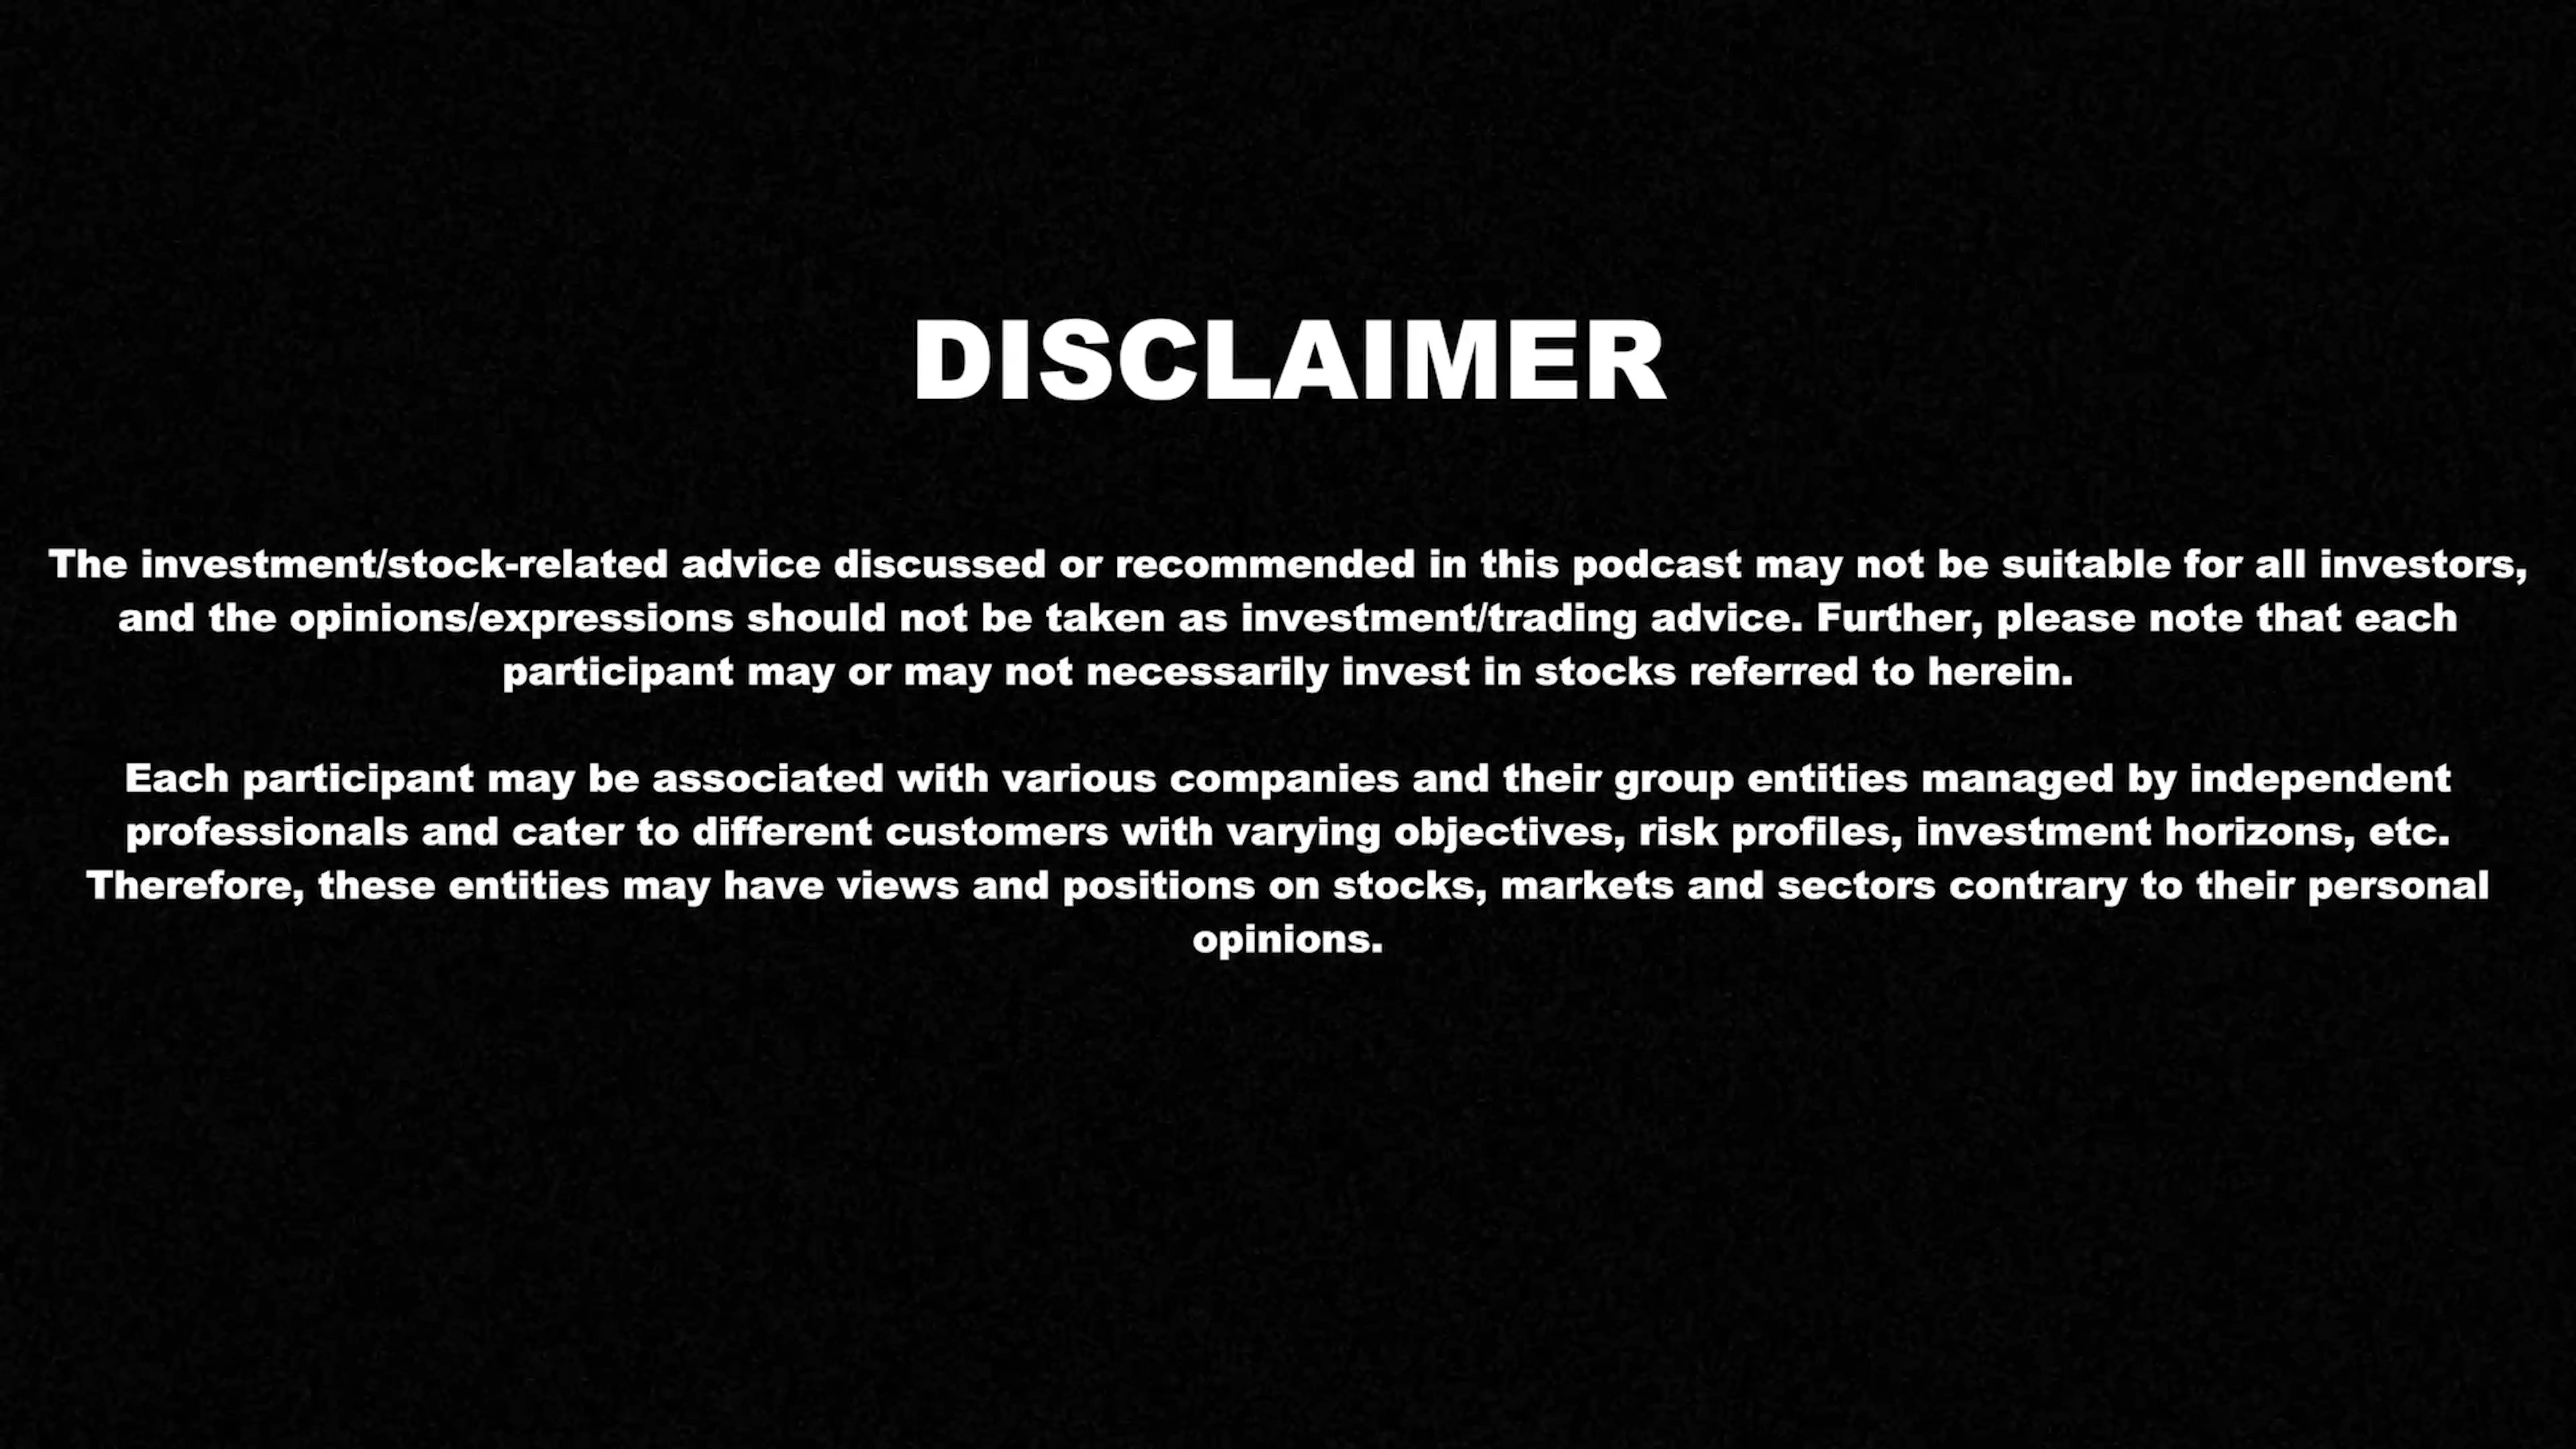 DISCLAIMER
The investment/stock-related advice discussed or recommended in this podcast may not be suitable for all investors,
and the opinions/expressions should not be taken as investment/trading advice. Further, please note that each
participant may or may not necessarily invest in stocks referred to herein.
Each participant may be associated with various companies and their group entities managed by independent
professionals and cater to different customers with varying objectives, risk profiles, investment horizons, etc.
Therefore, these entities may have views and positions on stocks, markets and sectors contrary to their personal
opinions.